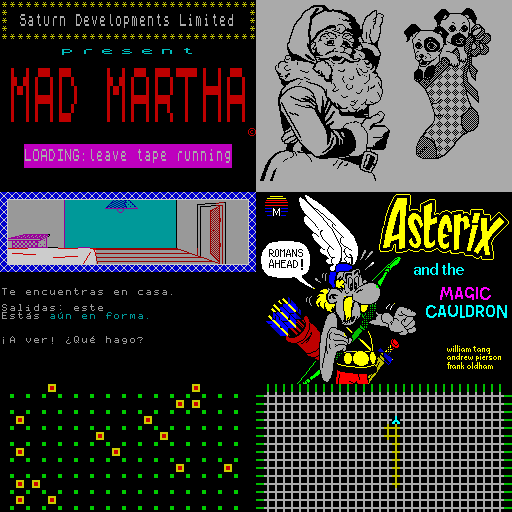 Saturn Developments Limited
present
MAD MARTHA
©
LOADING:leave tape running
Te encuentras en casa.
Salidas: este
Estás aún en forma.
¡A ver! ¿Qué hago?
M
Asterix
ROMANS
AHEAD!
and the
MAGIC
CAULDRON
william tang
andrew pierson
frank oldham